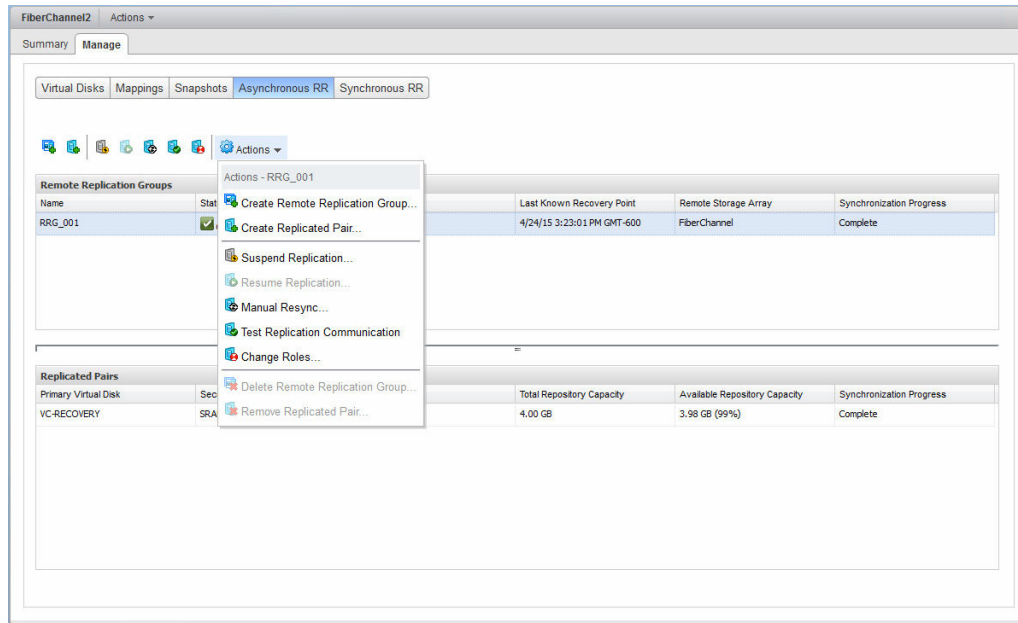 FiberChannel2 Actions
Summary Manage
Virtual Disks Mappings Snapshots Asynchronous RR Synchronous RR
Actions
Actions - RRG_001
Create Remote Replication Group...
Create Replicated Pair...
Suspend Replication...
Resume Replication...
Manual Resync...
Test Replication Communication
Change Roles...
Delete Remote Replication Group...
Remove Replicated Pair...
Remote Replication Groups
Name Stat Last Known Recovery Point Remote Storage Array Synchronization Progress
RRG_001 4/24/15 3:23:01 PM GMT-600 FiberChannel Complete
Replicated Pairs
Primary Virtual Disk Sec Total Repository Capacity Available Repository Capacity Synchronization Progress
VC-RECOVERY SRA 4.00 GB 3.98 GB (99%) Complete